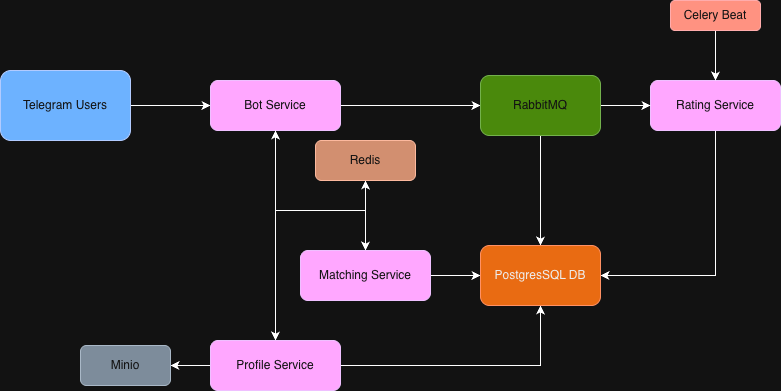 Celery Beat
Telegram Users
Bot Service
RabbitMQ
Rating Service
Redis
Matching Service
PostgresSQL DB
Minio
Profile Service